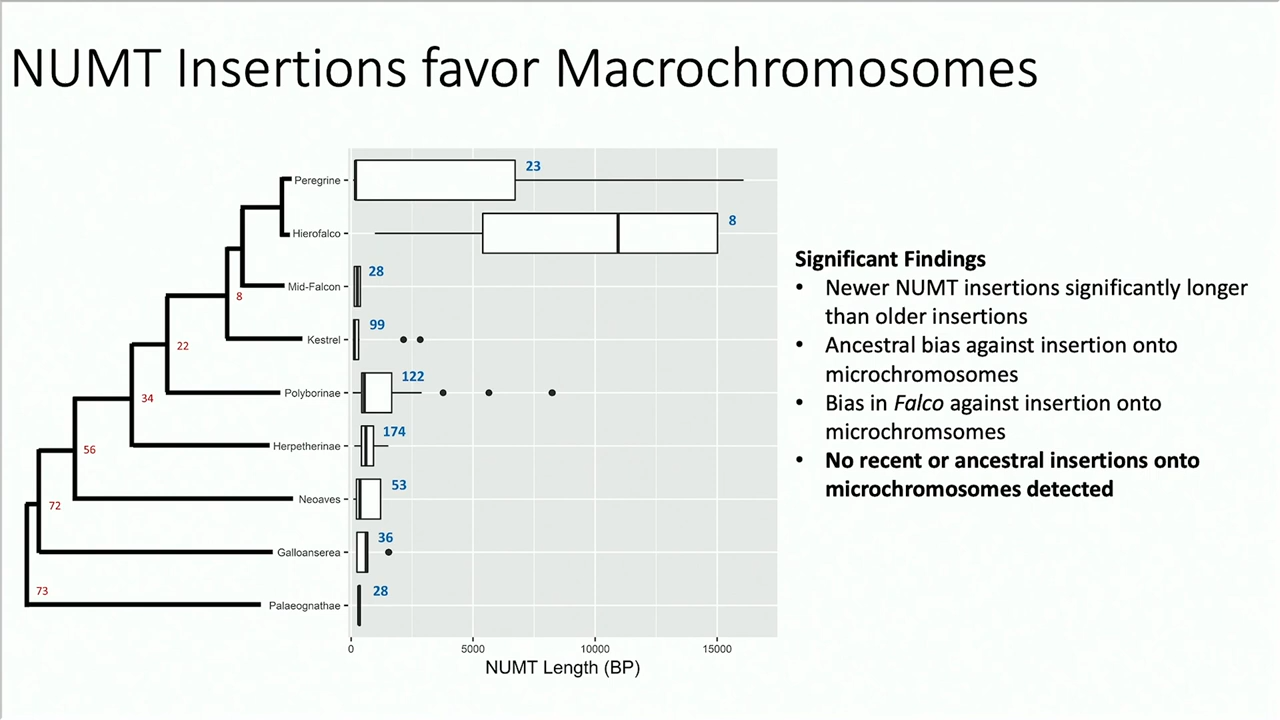 NUMT Insertions favor Macrochromosomes
Peregrine
23
Hierofalco
8
Mid-Falcon
28
8
Kestrel
99
22
Polyborinae
122
34
Herpetherinae
174
56
Neoaves
53
72
Galloanserea
36
73
Palaeognathae
28
0
5000
10000
15000
NUMT Length (BP)
Significant Findings
• Newer NUMT insertions significantly longer
than older insertions
• Ancestral bias against insertion onto
microchromosomes
• Bias in Falco against insertion onto
microchromsomes
• No recent or ancestral insertions onto
microchromosomes detected